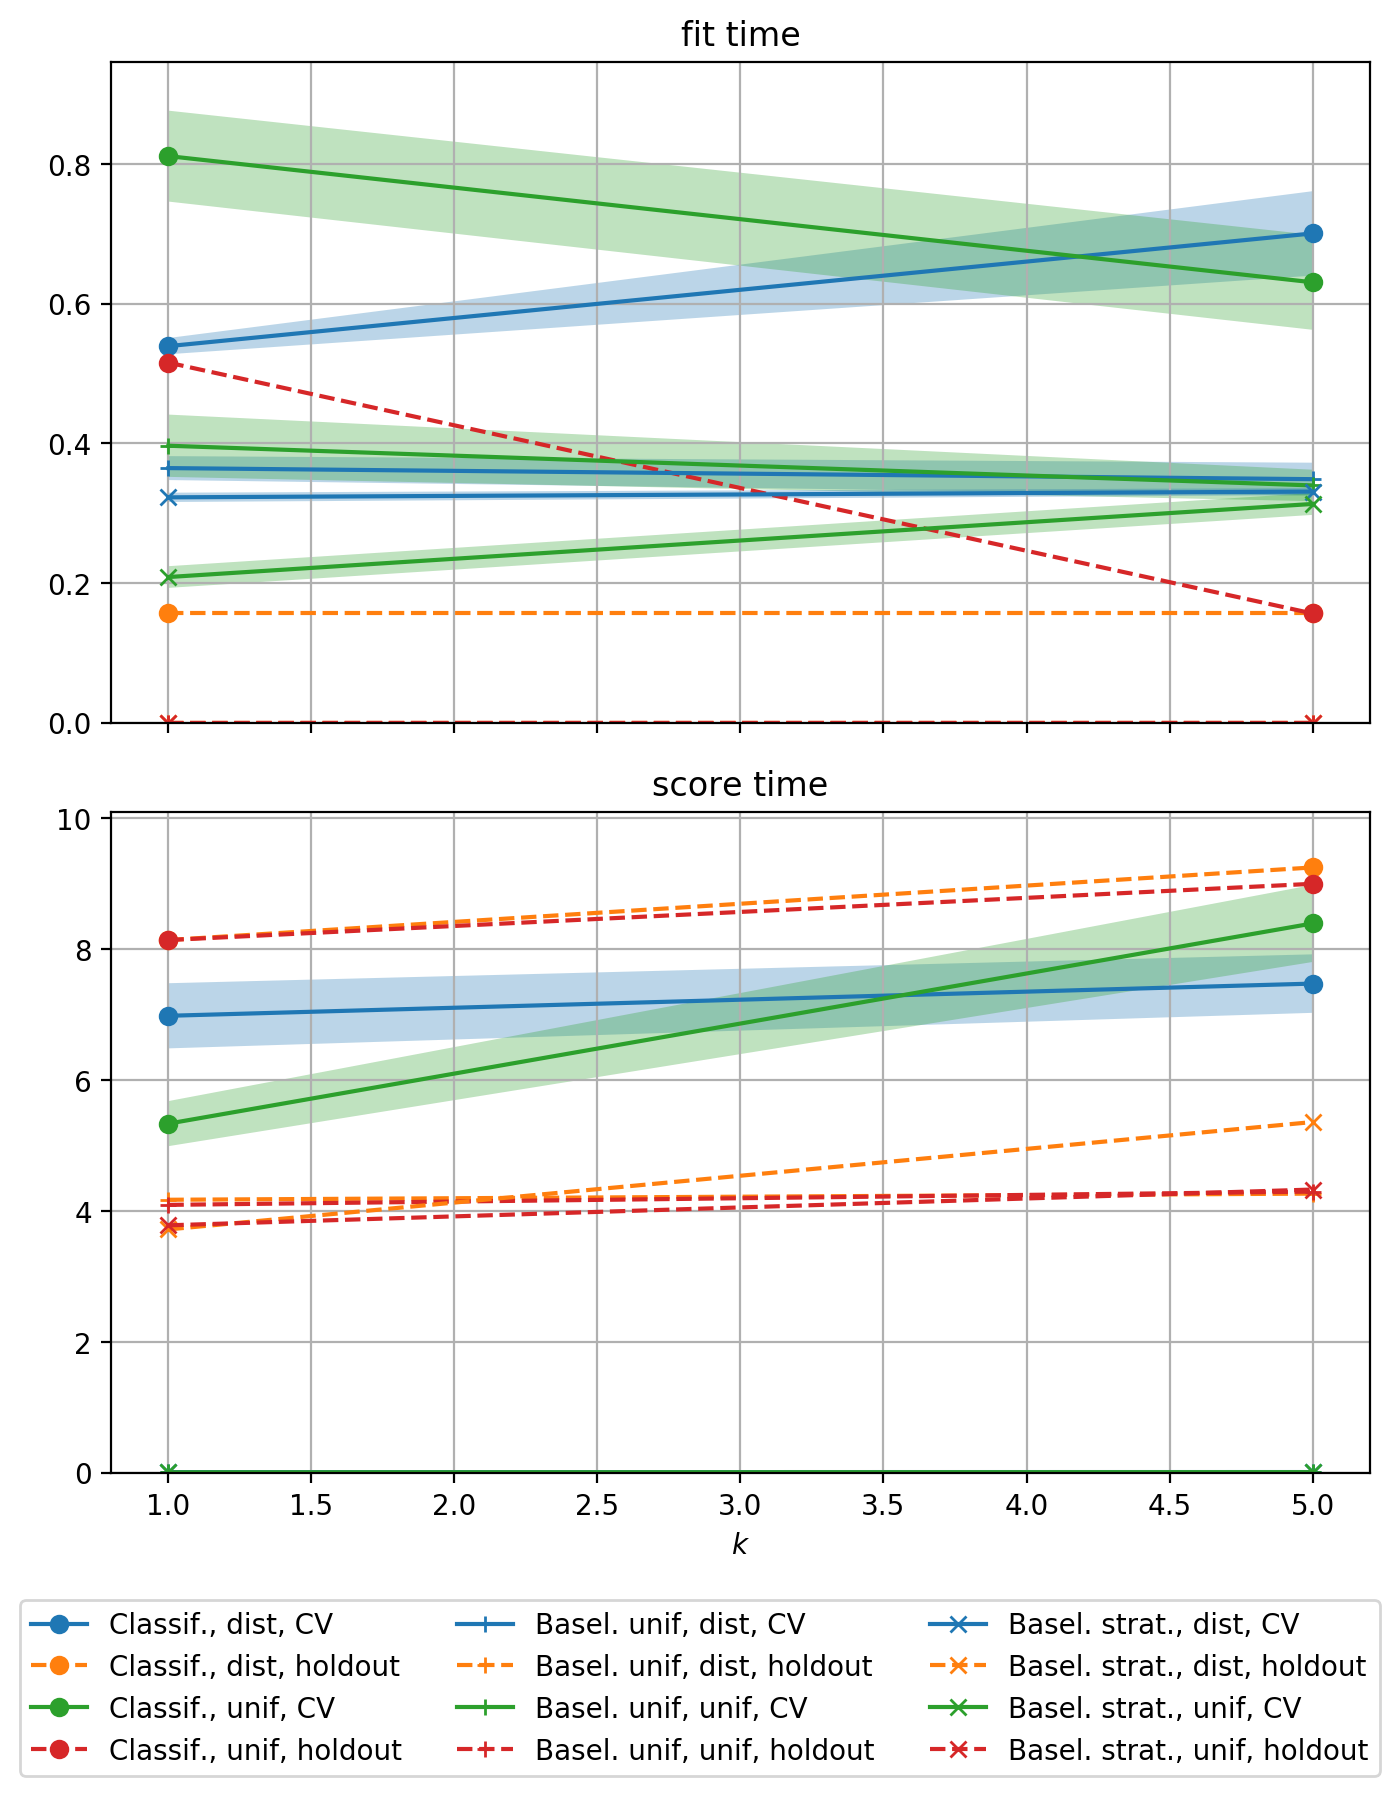 fit time
0.8
0.6
0.4
0.2
0.0
score time
10
8
6
4
2
0
1.0 1.5 2.0 2.5 3.0 3.5 4.0 4.5 5.0
k
Classif., dist, CV Basel. unif, dist, CV Basel. strat., dist, CV
Classif., dist, holdout Basel. unif, dist, holdout Basel. strat., dist, holdout
Classif., unif, CV Basel. unif, unif, CV Basel. strat., unif, CV
Classif., unif, holdout Basel. unif, unif, holdout Basel. strat., unif, holdout